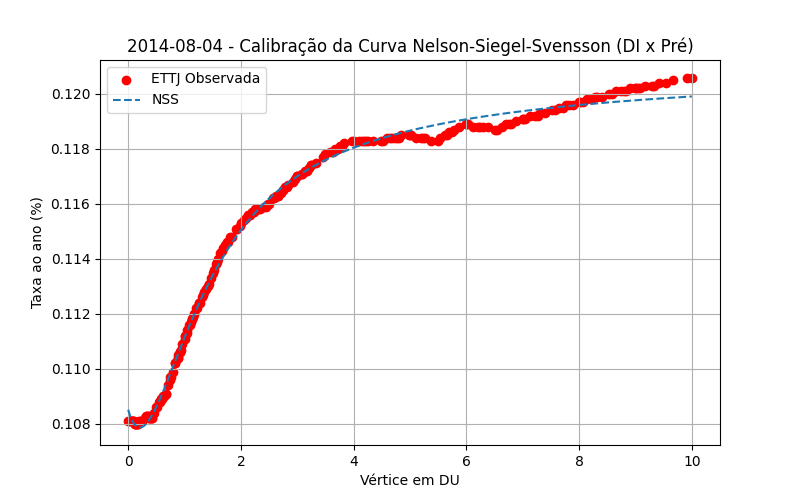 2014-08-04 - Calibração da Curva Nelson-Siegel-Svensson (DI x Pré)
ETTJ Observada
NSS
Taxa ao ano (%)
0.120
0.118
0.116
0.114
0.112
0.110
0.108
0 2 4 6 8 10
Vértice em DU